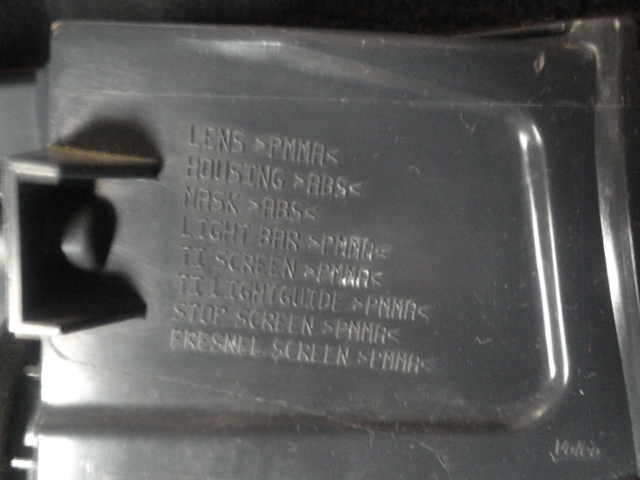 LENS >PMMA<
HOUSING >ABS<
MASK >ABS<
LIGHT BAR >PMMA<
TI SCREEN >PMMA<
TI LIGHTGUIDE >PMMA<
STOP SCREEN >PMMA<
FRESNEL SCREEN >PMMA<
Valeo